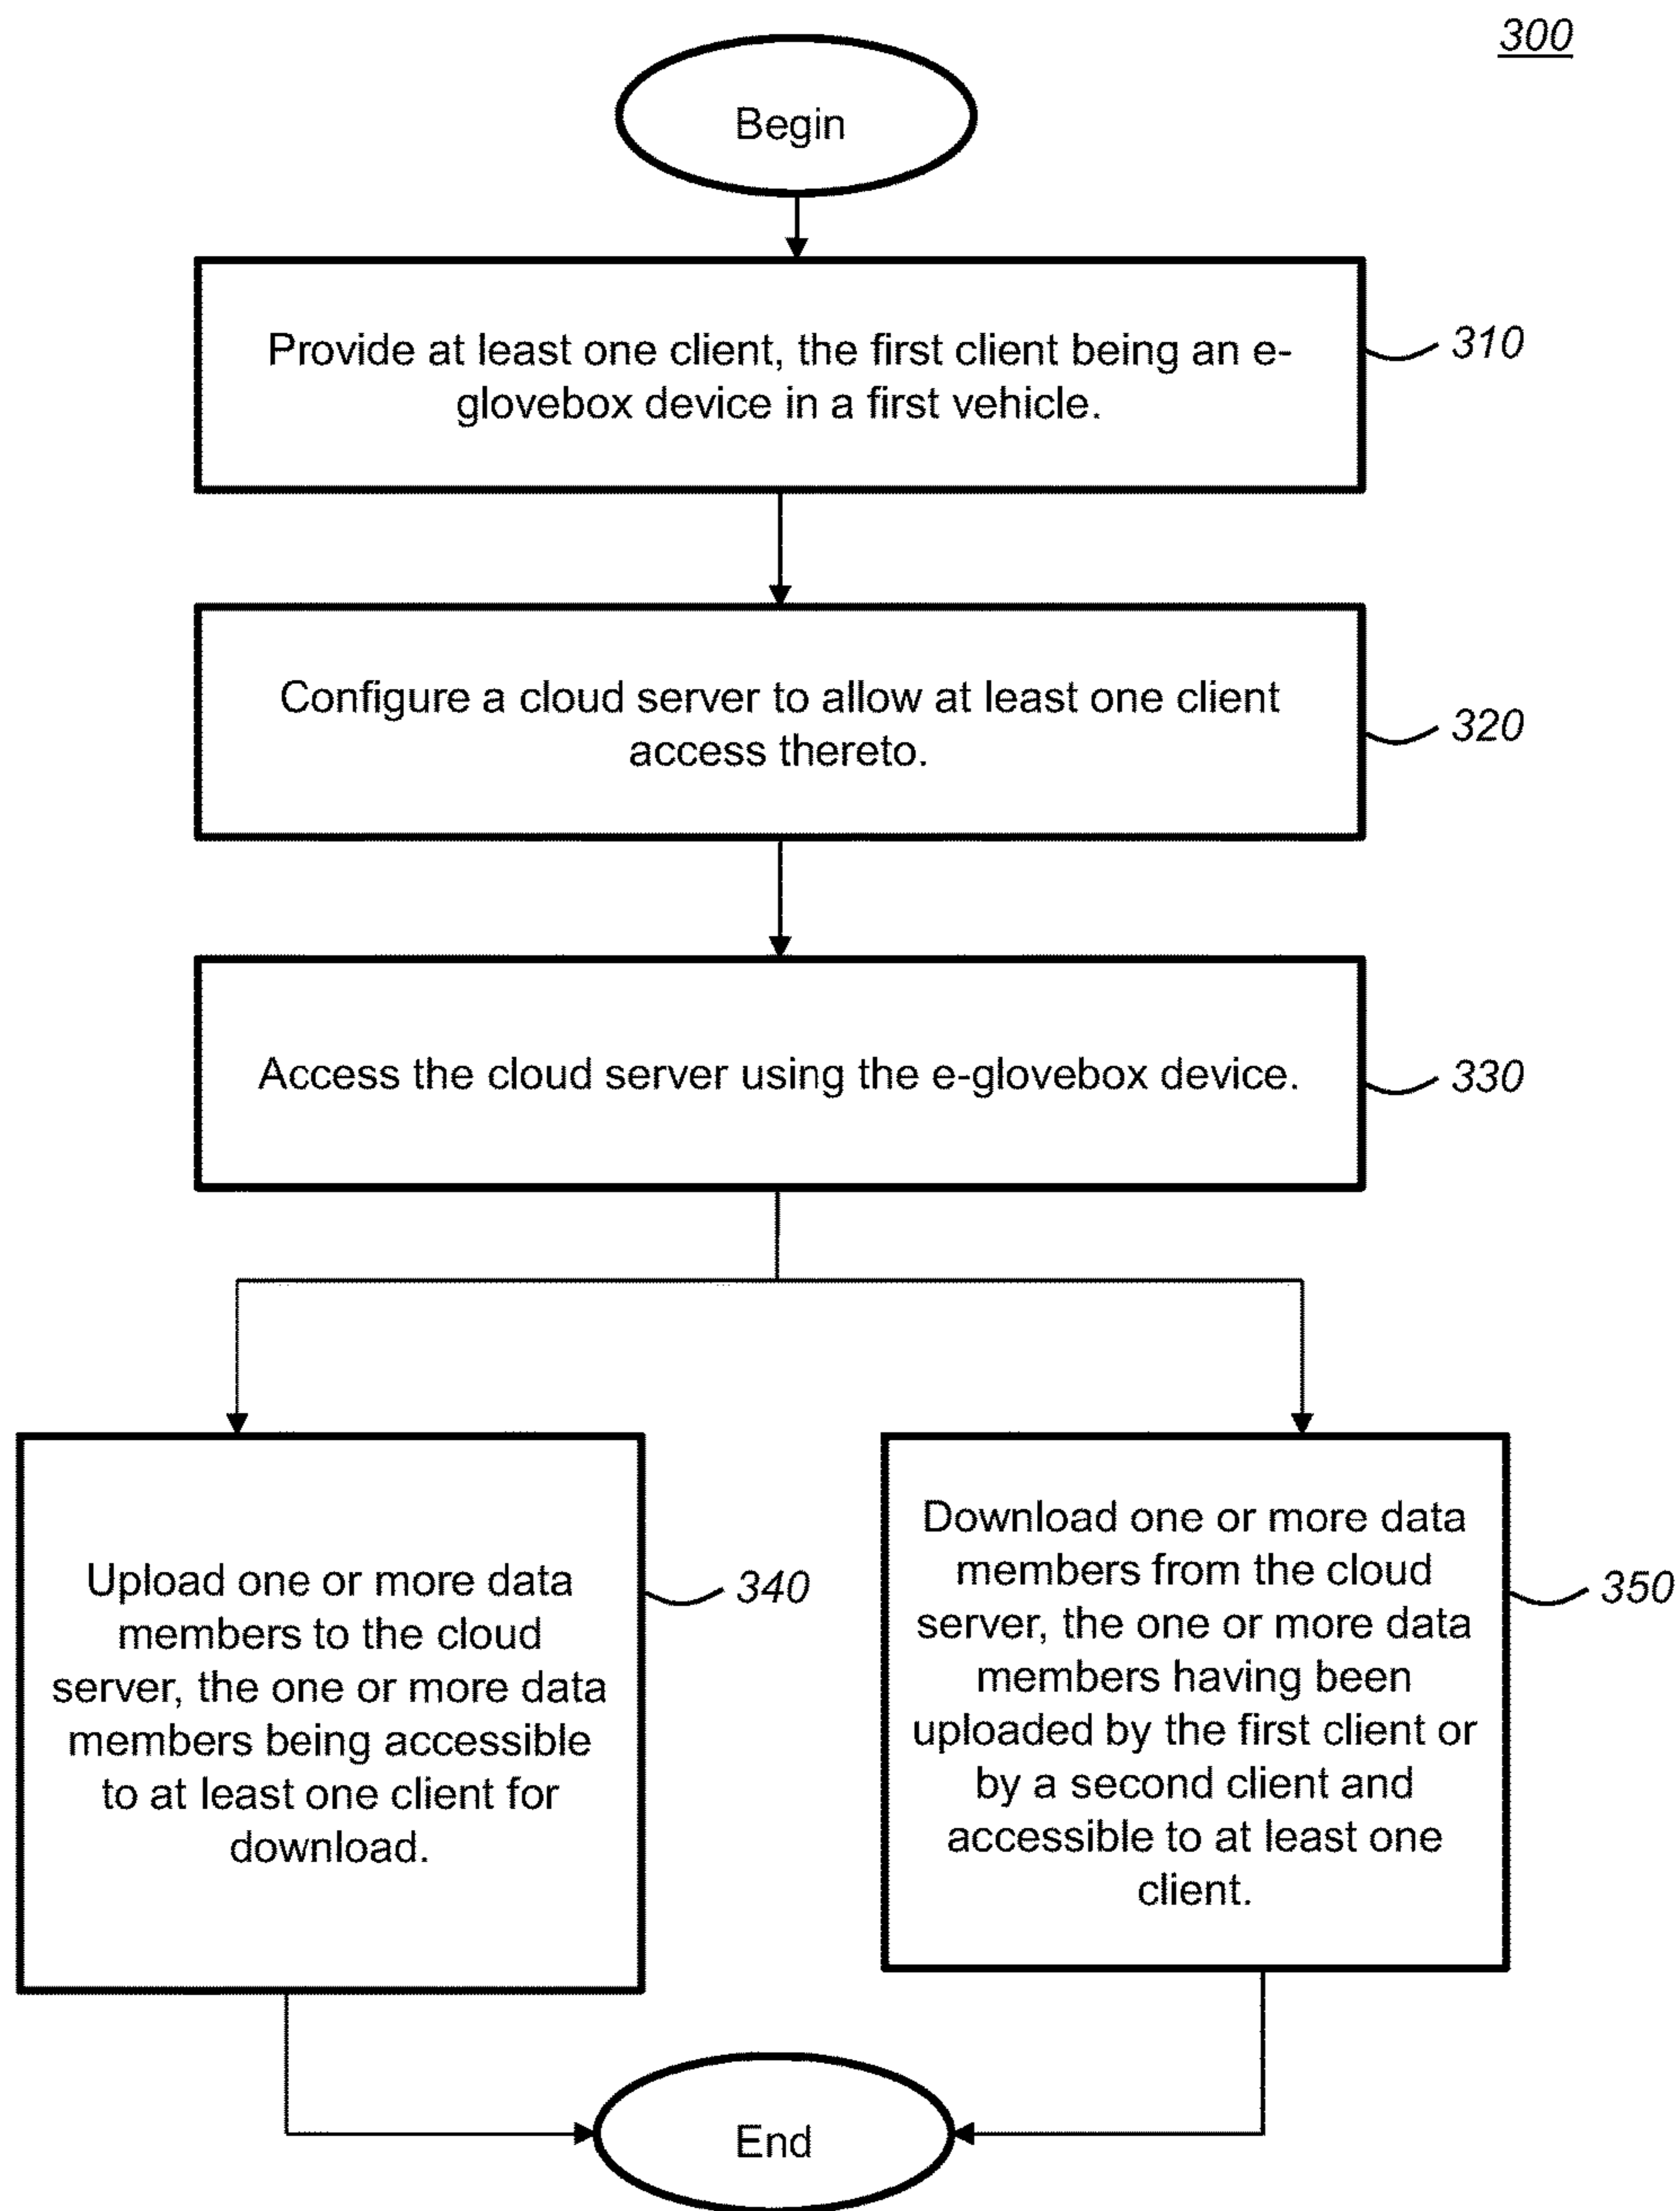 300
Begin
Provide at least one client, the first client being an e-
glovebox device in a first vehicle.
310
Configure a cloud server to allow at least one client
access thereto.
320
Access the cloud server using the e-glovebox device.
330
Upload one or more data
members to the cloud
server, the one or more data
members being accessible
to at least one client for
download.
340
Download one or more data
members from the cloud
server, the one or more data
members having been
uploaded by the first client or
by a second client and
accessible to at least one
client.
350
End